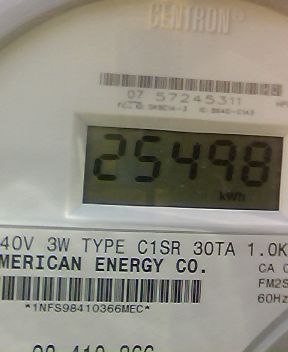 CENTRON®
07 57245311
25498
kWh
40V 3W TYPE C1SR 30TA 1.0K
MERICAN ENERGY CO.
CA 0
FM2S
60Hz
*1NFS98410366MEC*